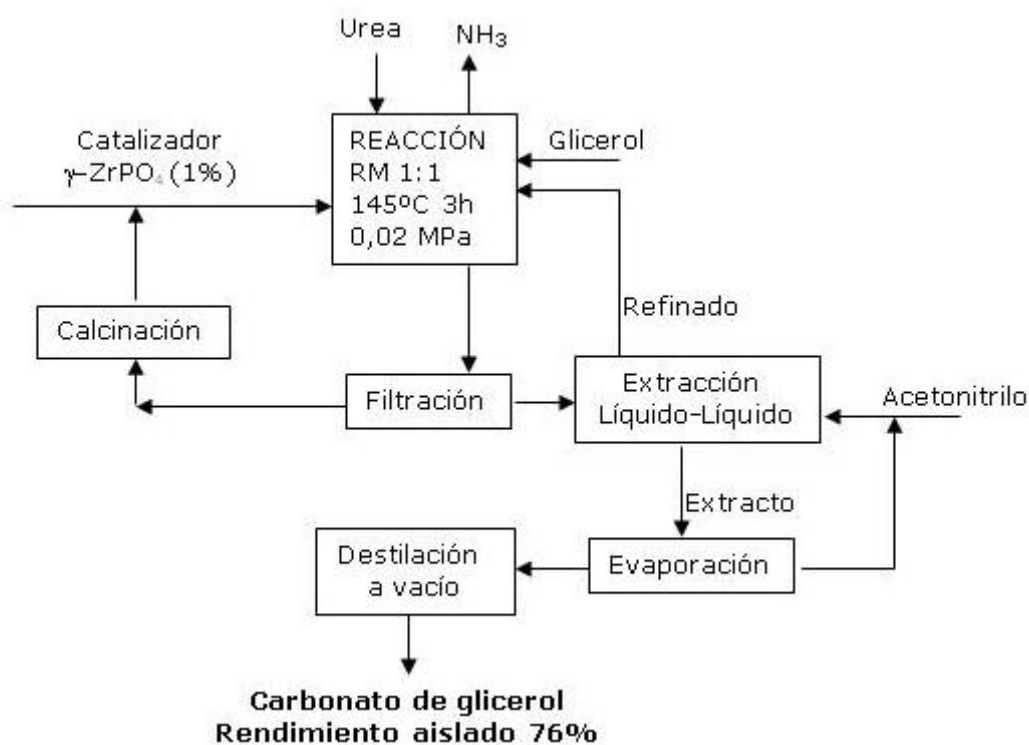 Urea
NH₃
Catalizador
γ-ZrPO₄ (1%)
REACCIÓN
RM 1:1
145ºC 3h
0,02 MPa
Glicerol
Calcinación
Refinado
Filtración
Extracción
Líquido-Líquido
Acetonitrilo
Extracto
Destilación
a vacío
Evaporación
Carbonato de glicerol
Rendimiento aislado 76%